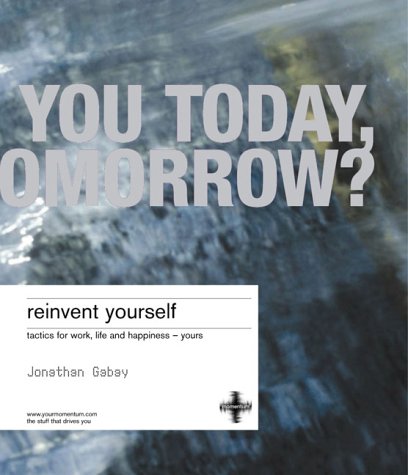 YOU TODAY,
OMORROW?
reinvent yourself
tactics for work, life and happiness – yours
Jonathan Gabay
momentum
www.yourmomentum.com
the stuff that drives you